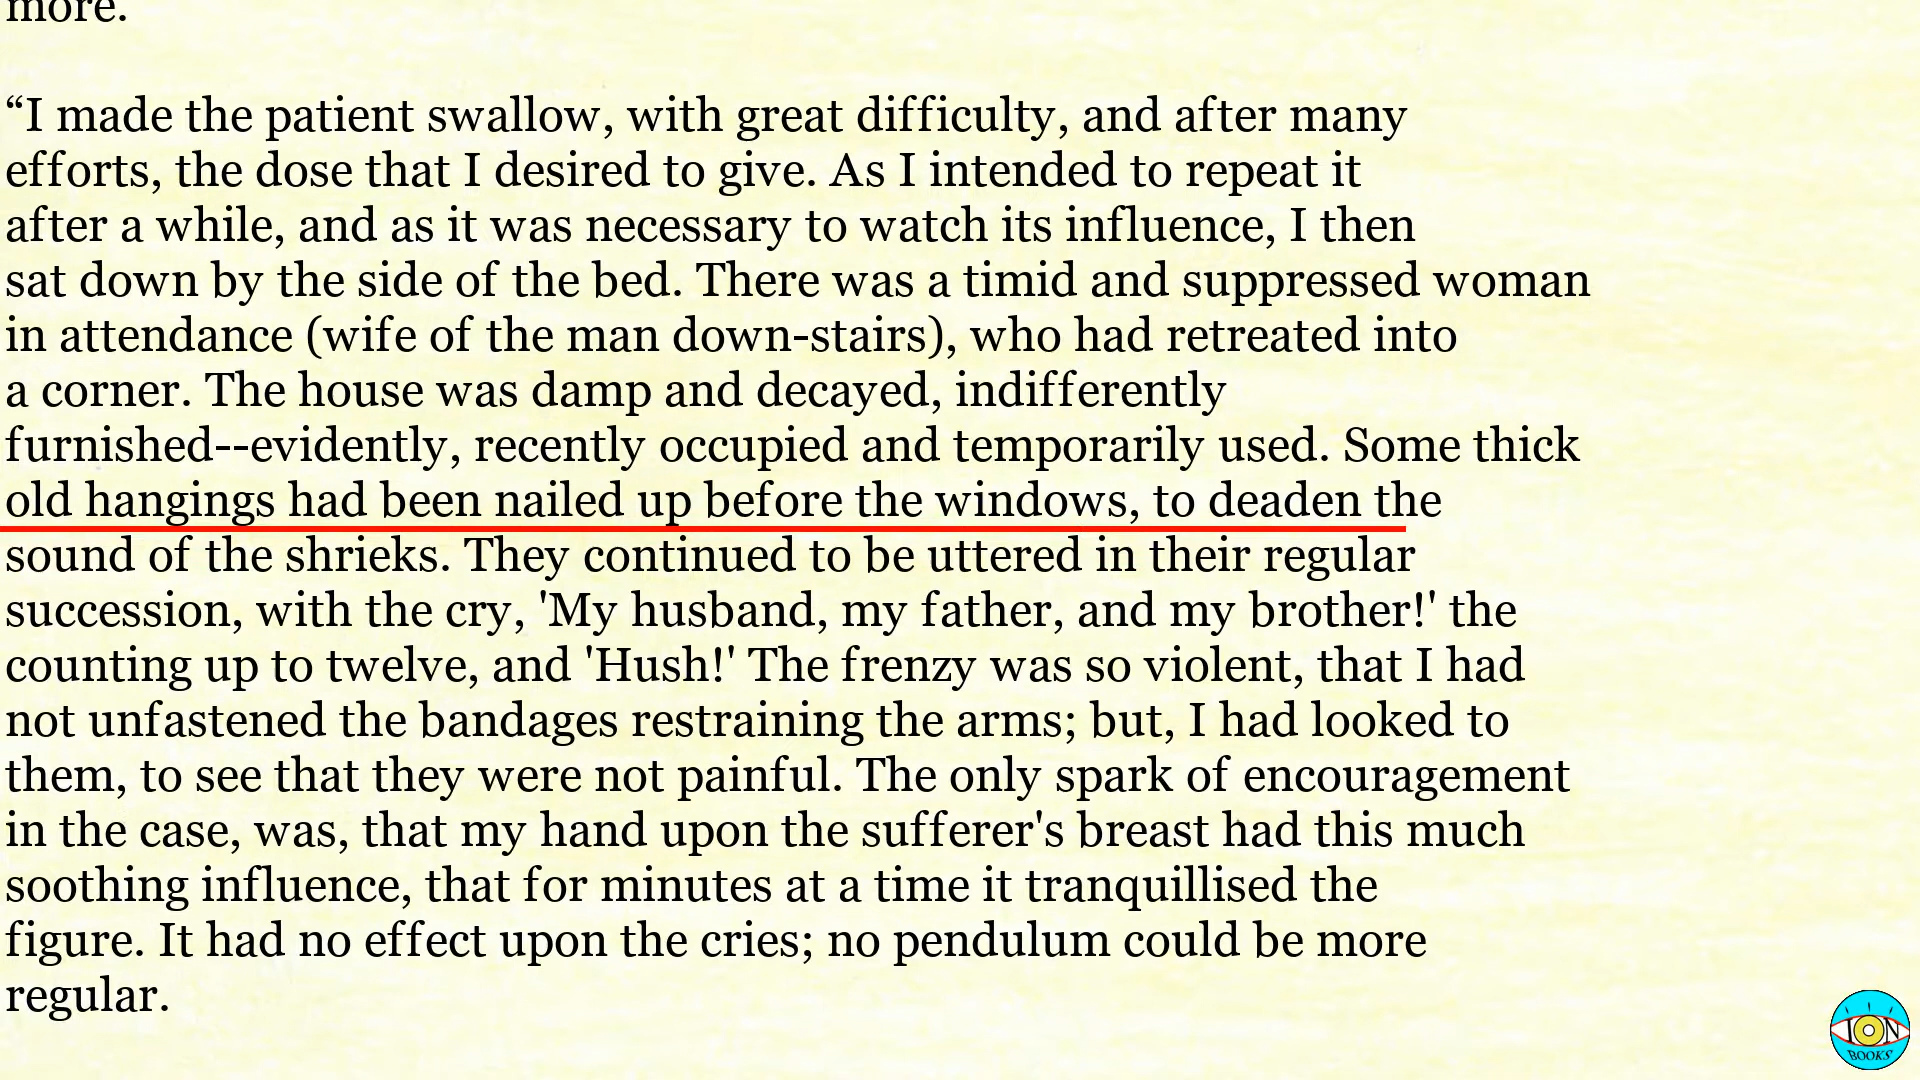 more.
“I made the patient swallow, with great difficulty, and after many
efforts, the dose that I desired to give. As I intended to repeat it
after a while, and as it was necessary to watch its influence, I then
sat down by the side of the bed. There was a timid and suppressed woman
in attendance (wife of the man down-stairs), who had retreated into
a corner. The house was damp and decayed, indifferently
furnished--evidently, recently occupied and temporarily used. Some thick
old hangings had been nailed up before the windows, to deaden the
sound of the shrieks. They continued to be uttered in their regular
succession, with the cry, 'My husband, my father, and my brother!' the
counting up to twelve, and 'Hush!' The frenzy was so violent, that I had
not unfastened the bandages restraining the arms; but, I had looked to
them, to see that they were not painful. The only spark of encouragement
in the case, was, that my hand upon the sufferer's breast had this much
soothing influence, that for minutes at a time it tranquillised the
figure. It had no effect upon the cries; no pendulum could be more
regular.
ION
BOOKS